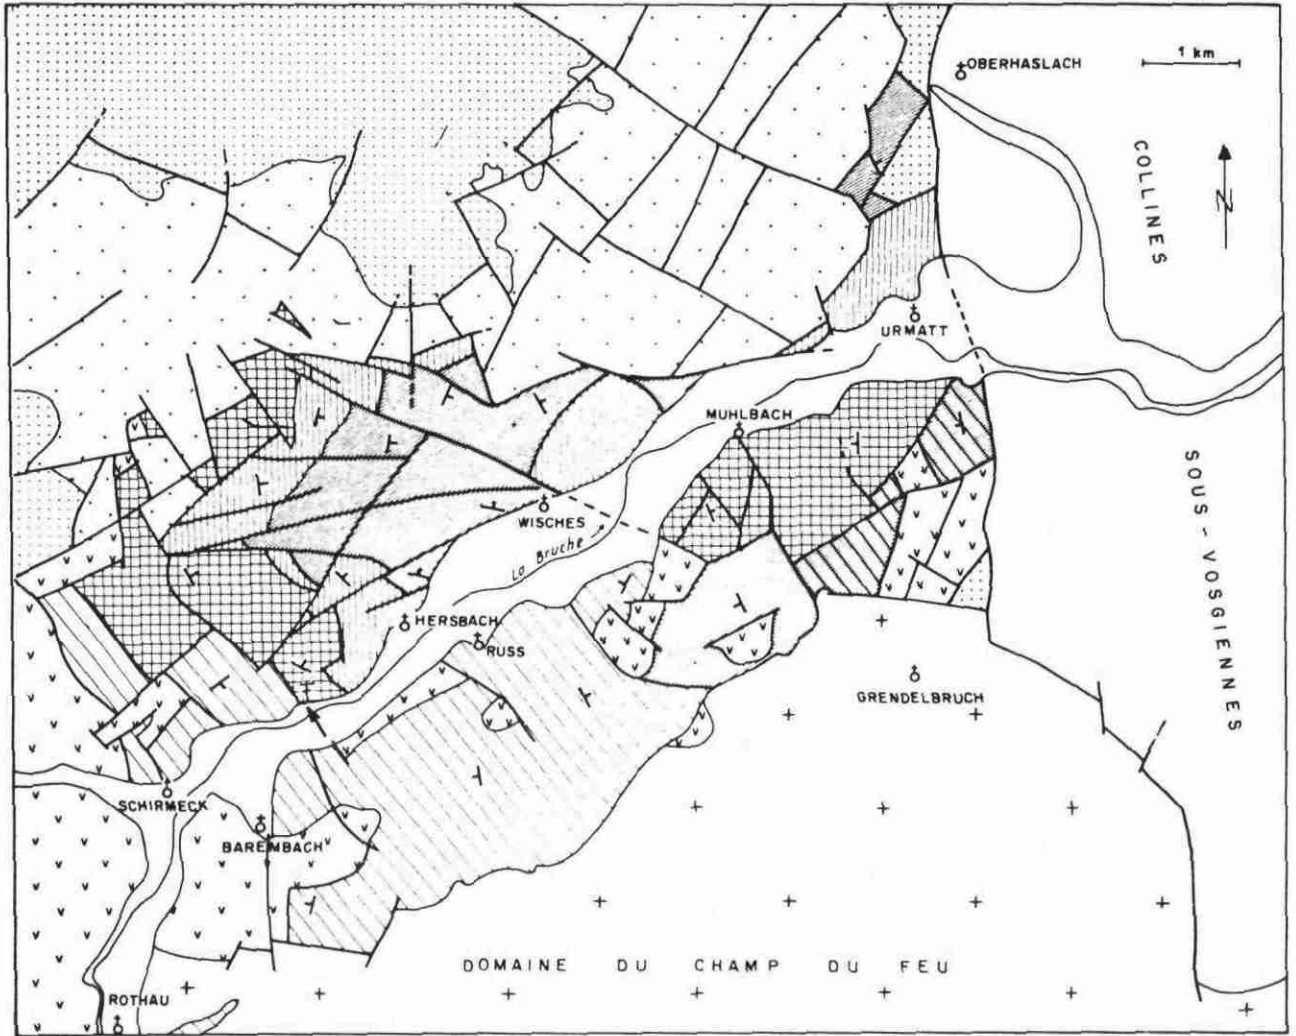 OBERHASLACH
1 km
COLLINES
N
URMATT
MUHLBACH
SOUS - VOSGIENNES
WISCHES
La Bruche
HERSBACH
RUSS
GRENDELBRUCH
SCHIRMECK
BAREMBACH
DOMAINE DU CHAMP DU FEU
ROTHAU